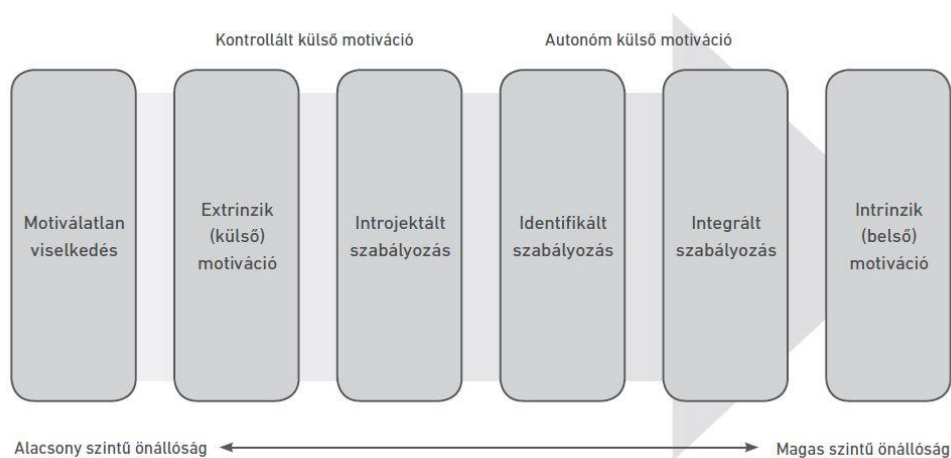 Kontrollált külső motiváció
Autonóm külső motiváció
Motiválatlan
viselkedés
Extrinzik
(külső)
motiváció
Introjektált
szabályozás
Identifikált
szabályozás
Integrált
szabályozás
Intrinzik
(belső)
motiváció
Alacsony szintű önállóság
Magas szintű önállóság